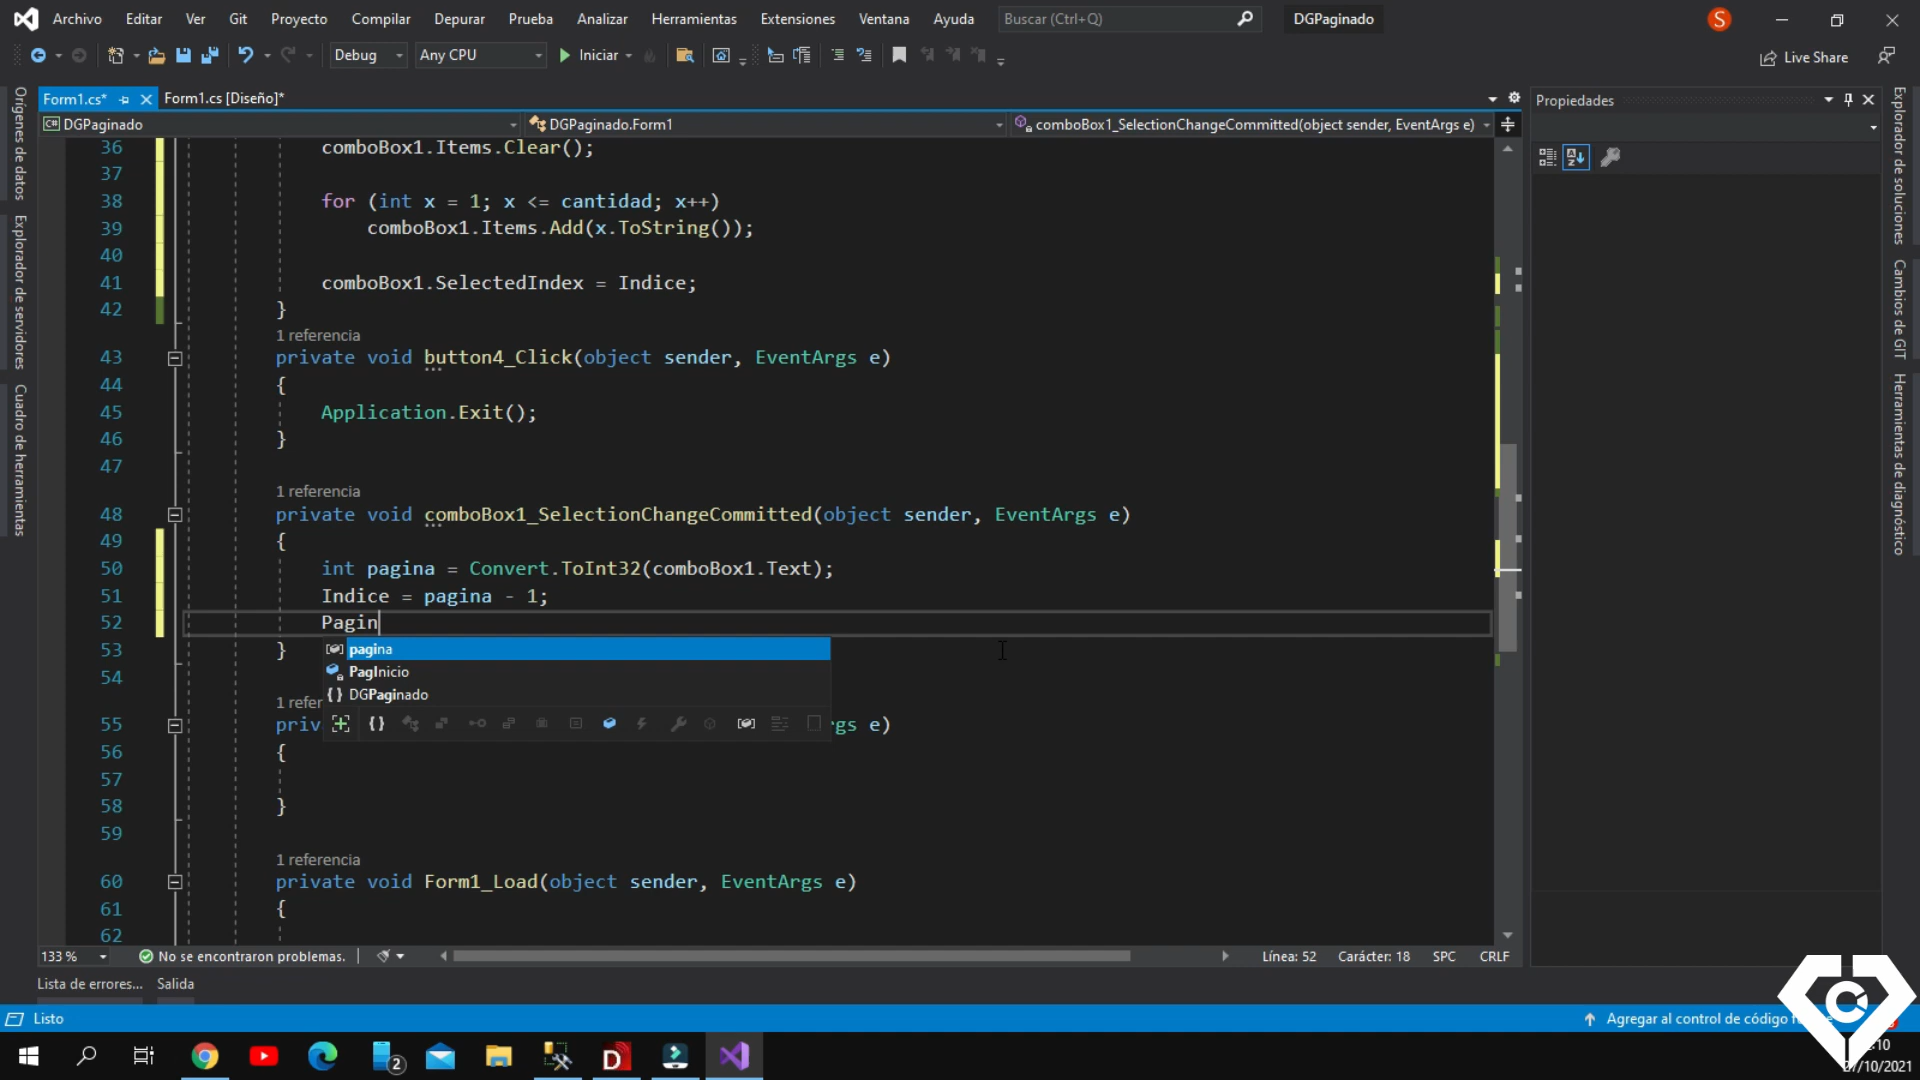 Archivo Editar Ver Git Proyecto Compilar Depurar Prueba Analizar Herramientas Extensiones Ventana Ayuda Buscar (Ctrl+Q) DGPaginado S
Debug Any CPU Iniciar Live Share
Form1.cs* Form1.cs [Diseño]* Propiedades
C# DGPaginado DGPaginado.Form1 comboBox1_SelectionChangeCommitted(object sender, EventArgs e)
Orígenes de datos
Explorador de servidores
Cuadro de herramientas
Explorador de soluciones
Cambios de GIT
Herramientas de diagnóstico
36 comboBox1.Items.Clear();
37
38 for (int x = 1; x <= cantidad; x++)
39 comboBox1.Items.Add(x.ToString());
40
41 comboBox1.SelectedIndex = Indice;
42 }
1 referencia
43 private void button4_Click(object sender, EventArgs e)
44 {
45 Application.Exit();
46 }
47
1 referencia
48 private void comboBox1_SelectionChangeCommitted(object sender, EventArgs e)
49 {
50 int pagina = Convert.ToInt32(comboBox1.Text);
51 Indice = pagina - 1;
52 Pagin
53 }
pagina
PagInicio
{} DGPaginado
54
1 refer
55 priv gs e)
56 {
57
58 }
59
1 referencia
60 private void Form1_Load(object sender, EventArgs e)
61 {
62
133 % No se encontraron problemas. Línea: 52 Carácter: 18 SPC CRLF
Lista de errores... Salida
Listo Agregar al control de código
2
:10
/10/2021